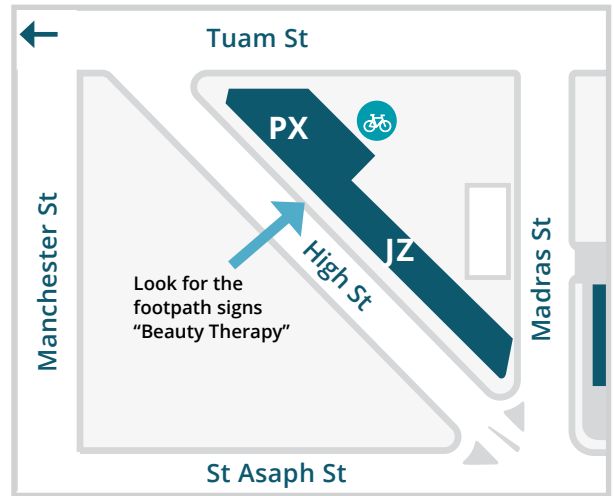 Tuam St
PX
JZ
High St
Manchester St
Madras St
Look for the
footpath signs
“Beauty Therapy”
St Asaph St